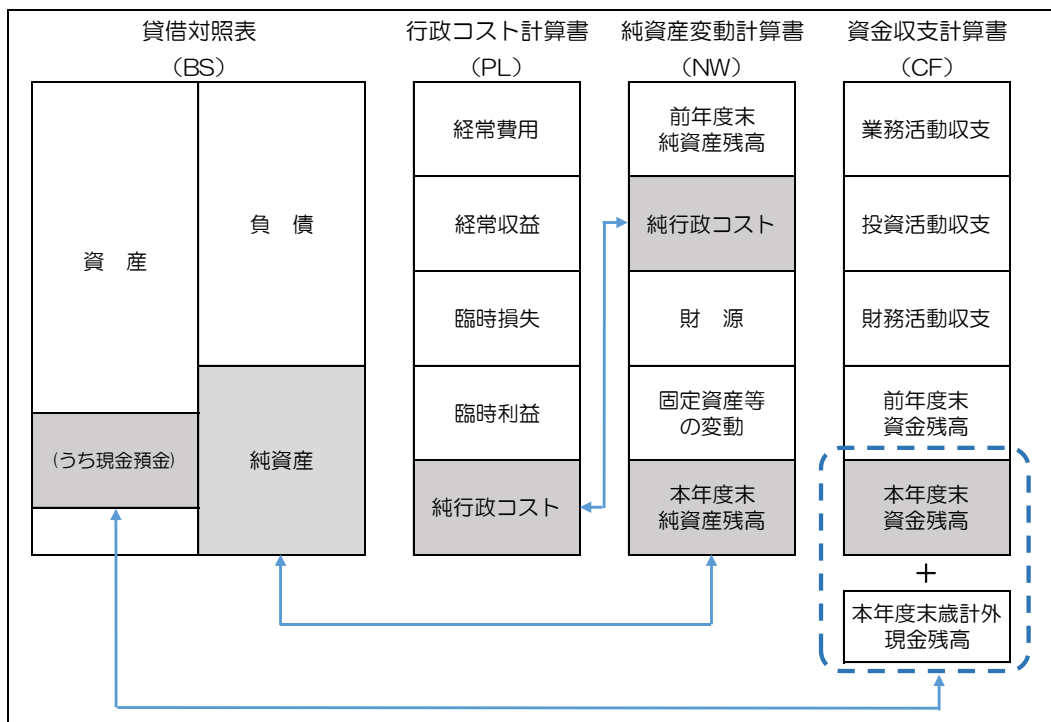 貸借対照表
（BS）
資　産
(うち現金預金)
負　債
純資産
行政コスト計算書
（PL）
経常費用
経常収益
臨時損失
臨時利益
純行政コスト
純資産変動計算書
（NW）
前年度末
純資産残高
純行政コスト
財　源
固定資産等
の変動
本年度末
純資産残高
資金収支計算書
（CF）
業務活動収支
投資活動収支
財務活動収支
前年度末
資金残高
本年度末
資金残高
＋
本年度末歳計外
現金残高